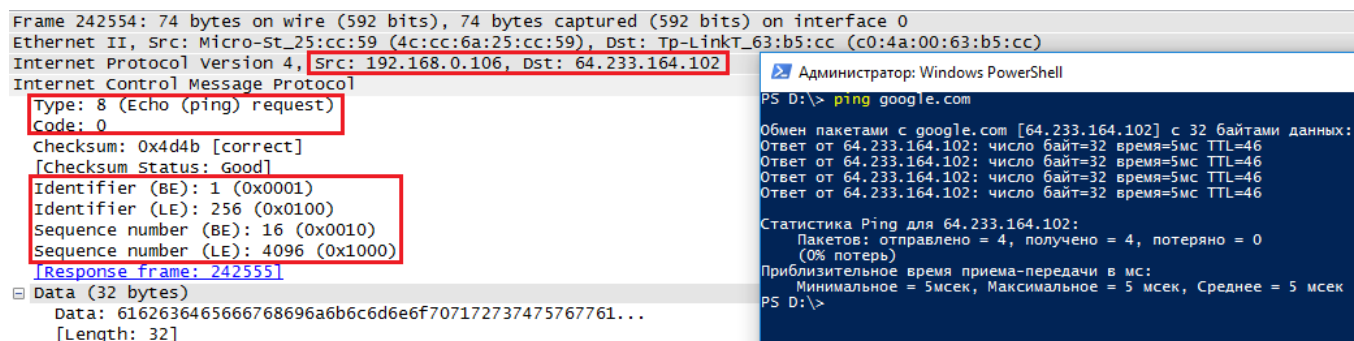 Frame 242554: 74 bytes on wire (592 bits), 74 bytes captured (592 bits) on interface 0
Ethernet II, Src: Micro-St_25:cc:59 (4c:cc:6a:25:cc:59), Dst: Tp-LinkT_63:b5:cc (c0:4a:00:63:b5:cc)
Internet Protocol Version 4, Src: 192.168.0.106, Dst: 64.233.164.102
Internet Control Message Protocol
Type: 8 (Echo (ping) request)
Code: 0
Checksum: 0x4d4b [correct]
[Checksum Status: Good]
Identifier (BE): 1 (0x0001)
Identifier (LE): 256 (0x0100)
Sequence number (BE): 16 (0x0010)
Sequence number (LE): 4096 (0x1000)
[Response frame: 242555]
Data (32 bytes)
Data: 6162636465666768696a6b6c6d6e6f707172737475767761...
[Length: 32]
Администратор: Windows PowerShell
PS D:\> ping google.com
Обмен пакетами с google.com [64.233.164.102] с 32 байтами данных:
Ответ от 64.233.164.102: число байт=32 время=5мс TTL=46
Ответ от 64.233.164.102: число байт=32 время=5мс TTL=46
Ответ от 64.233.164.102: число байт=32 время=5мс TTL=46
Ответ от 64.233.164.102: число байт=32 время=5мс TTL=46
Статистика Ping для 64.233.164.102:
Пакетов: отправлено = 4, получено = 4, потеряно = 0
(0% потерь)
Приблизительное время приема-передачи в мс:
Минимальное = 5мсек, Максимальное = 5 мсек, Среднее = 5 мсек
PS D:\>